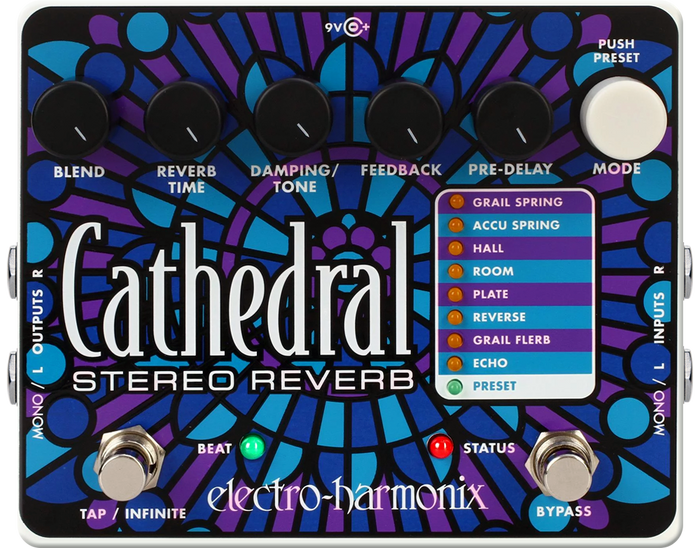 9V +
PUSH
PRESET
BLEND
REVERB
TIME
DAMPING/
TONE
FEEDBACK
PRE-DELAY
MODE
GRAIL SPRING
ACCU SPRING
HALL
ROOM
PLATE
REVERSE
GRAIL FLERB
ECHO
PRESET
MONO / L OUTPUTS R
Cathedral
STEREO REVERB
MONO / L INPUTS R
BEAT
STATUS
TAP / INFINITE
electro-harmonix
BYPASS